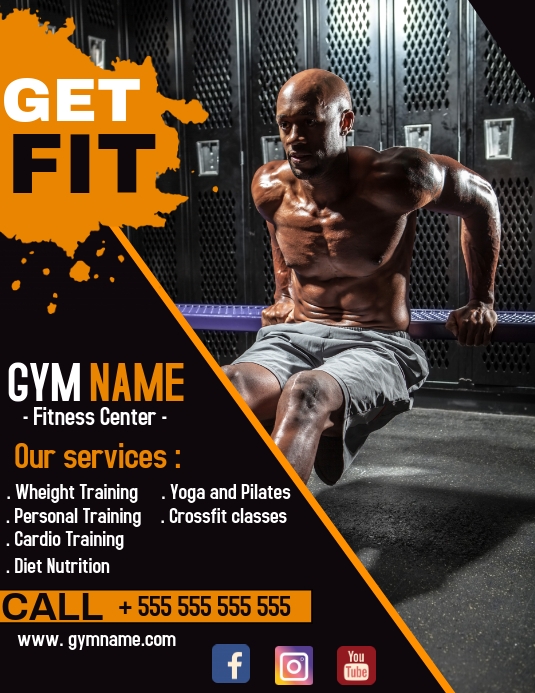 GET
FIT
GYM NAME
- Fitness Center -
Our services :
. Wheight Training . Yoga and Pilates
. Personal Training . Crossfit classes
. Cardio Training
. Diet Nutrition
CALL + 555 555 555 555
www. gymname.com
You
Tube